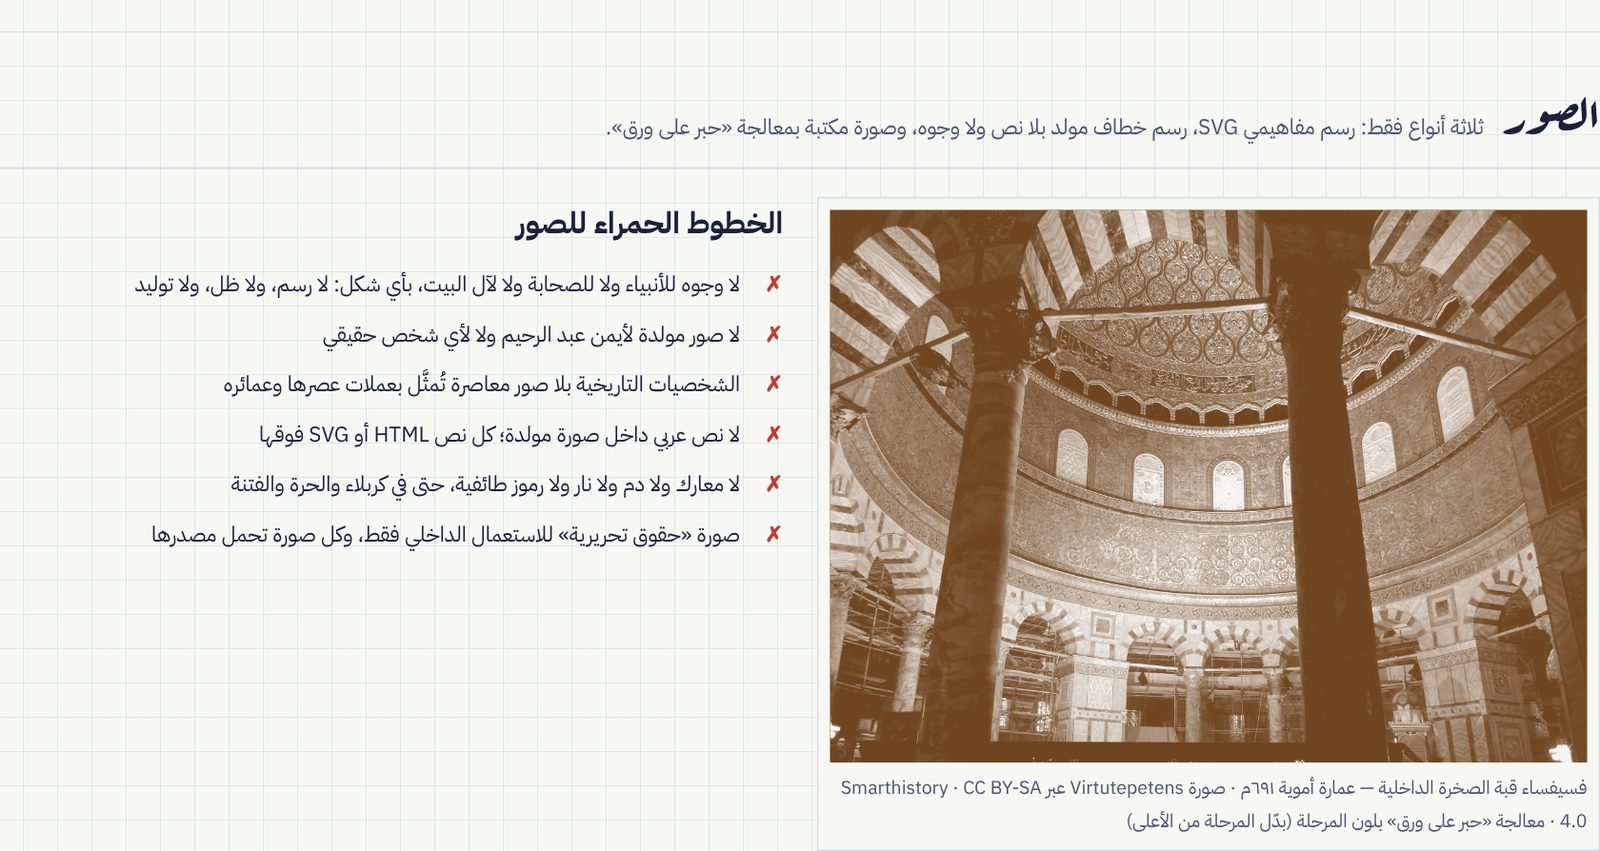 الصور
ثلاثة أنواع فقط: رسم مفاهيمي SVG، رسم خطاف مولد بلا نص ولا وجوه، وصورة مكتبة بمعالجة «حبر على ورق».
فسيفساء قبة الصخرة الداخلية — عمارة أموية ٦٩١م · صورة Virtutepetens عبر Smarthistory · CC BY-SA
4.0 · معالجة «حبر على ورق» بلون المرحلة (بدّل المرحلة من الأعلى)
الخطوط الحمراء للصور
✗ لا وجوه للأنبياء ولا للصحابة ولا لآل البيت، بأي شكل: لا رسم، ولا ظل، ولا توليد
✗ لا صور مولدة لأيمن عبد الرحيم ولا لأي شخص حقيقي
✗ الشخصيات التاريخية بلا صور معاصرة تُمثَّل بعملات عصرها وعمائره
✗ لا نص عربي داخل صورة مولدة؛ كل نص HTML أو SVG فوقها
✗ لا معارك ولا دم ولا نار ولا رموز طائفية، حتى في كربلاء والحرة والفتنة
✗ صورة «حقوق تحريرية» للاستعمال الداخلي فقط، وكل صورة تحمل مصدرها